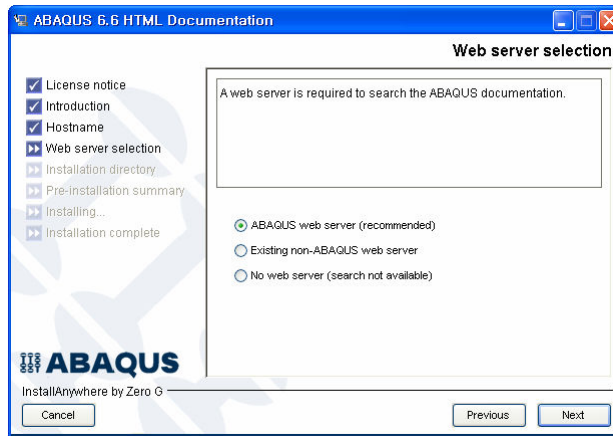 ABAQUS 6.6 HTML Documentation
Web server selection
License notice
Introduction
Hostname
Web server selection
Installation directory
Pre-installation summary
Installing...
Installation complete
A web server is required to search the ABAQUS documentation.
ABAQUS web server (recommended)
Existing non-ABAQUS web server
No web server (search not available)
ABAQUS
InstallAnywhere by Zero G
Cancel
Previous
Next